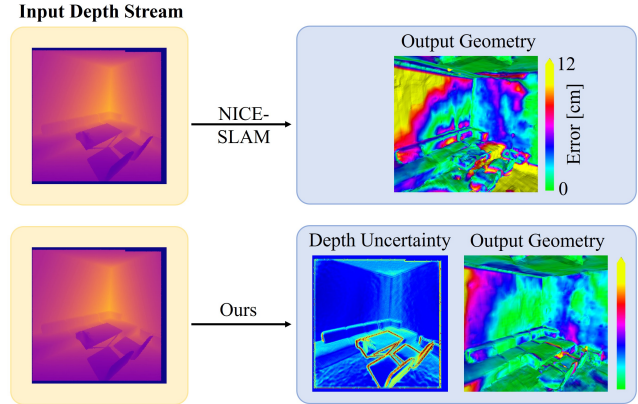 Input Depth Stream
NICE-
SLAM
Output Geometry
12
Error [cm]
0
Ours
Depth Uncertainty
Output Geometry